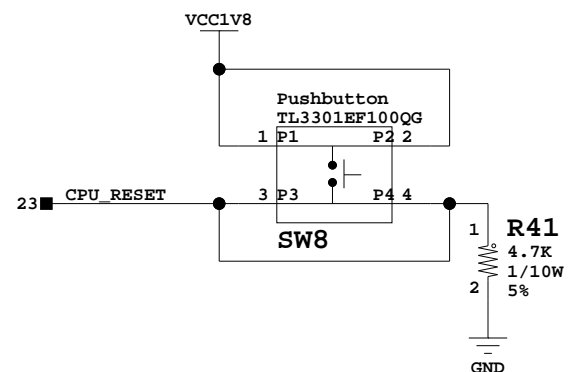 VCC1V8
Pushbutton
TL3301EF100QG
1 P1 P2 2
23 CPU_RESET 3 P3 P4 4
SW8
1 R41
4.7K
1/10W
2 5%
GND